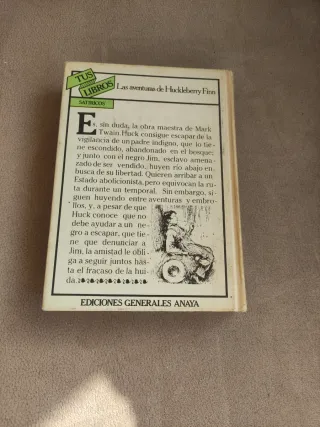 TUS
LIBROS
Las aventuras de Huckleberry Finn
SATIRICOS
Es, sin duda, la obra maestra de Mark
Twain. Huck consigue escapar de la
vigilancia de un padre indigno, que lo tie-
ne escondido, abandonado en el bosque,
y junto con el negro Jim, esclavo amena-
zado de ser vendido, huyen río abajo en
busca de su libertad. Quieren arribar a un
Estado abolicionista, pero equivocan la ru-
ta durante un temporal. Sin embargo, si-
guen huyendo entre aventuras y embro-
llos, y, a pesar de que
Huck conoce que no
debe ayudar a un ne-
gro a escapar, que tie-
ne que denunciar a
Jim, la amistad le obli-
ga a seguir juntos has-
ta el fracaso de la hui-
da.
EDICIONES GENERALES ANAYA